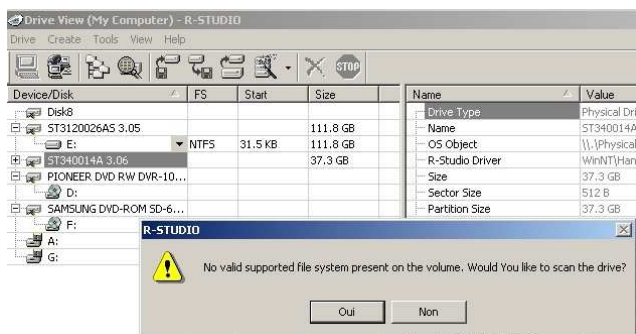 Drive View (My Computer) - R-STUDIO
Drive Create Tools View Help
STOP
Device/Disk FS Start Size
Disk8
ST3120026AS 3.05 111.8 GB
E: NTFS 31.5 KB 111.8 GB
ST340014A 3.06 37.3 GB
PIONEER DVD RW DVR-10...
D:
SAMSUNG DVD-ROM SD-6...
F:
A:
G:
Name Value
Drive Type Physical Dri
Name ST340014A
OS Object \\.\Physical
R-Studio Driver WinNT\Han
Size 37.3 GB
Sector Size 512 B
Partition Size 37.3 GB
R-STUDIO
No valid supported file system present on the volume. Would You like to scan the drive?
Oui Non